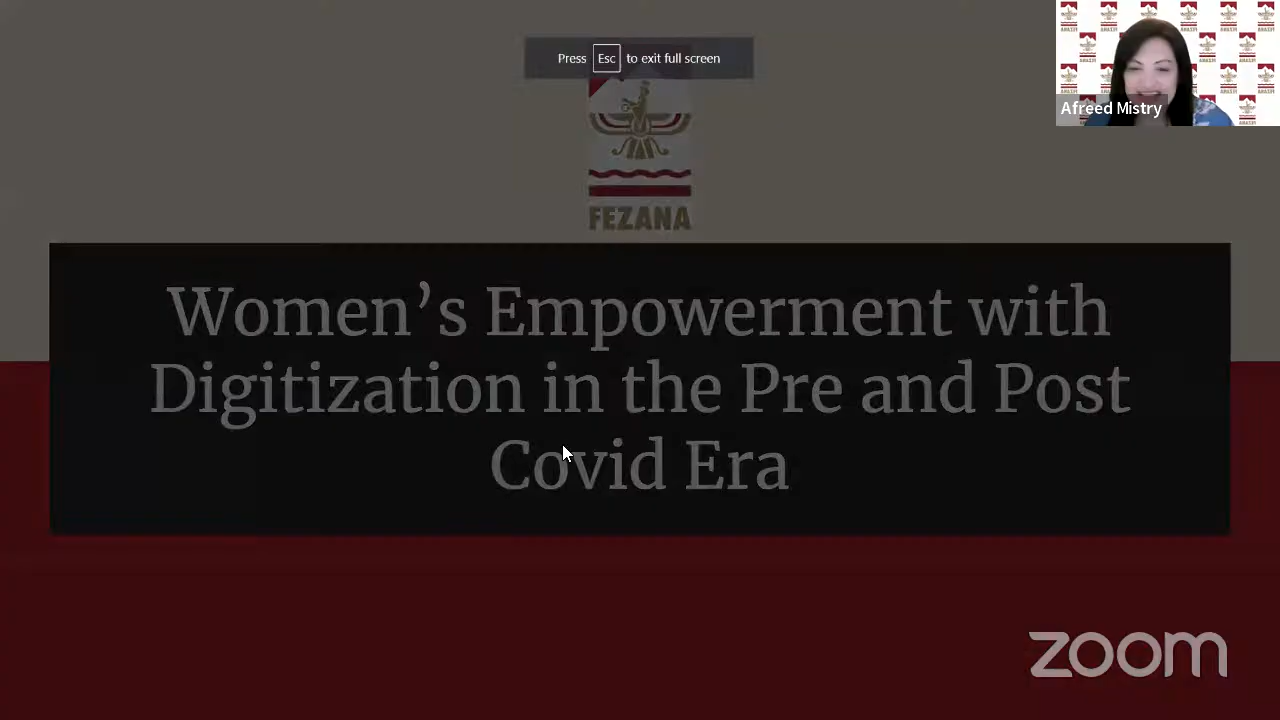 Press Esc to exit full screen
Afreed Mistry
FEZANA
Women’s Empowerment with
Digitization in the Pre and Post
Covid Era
zoom